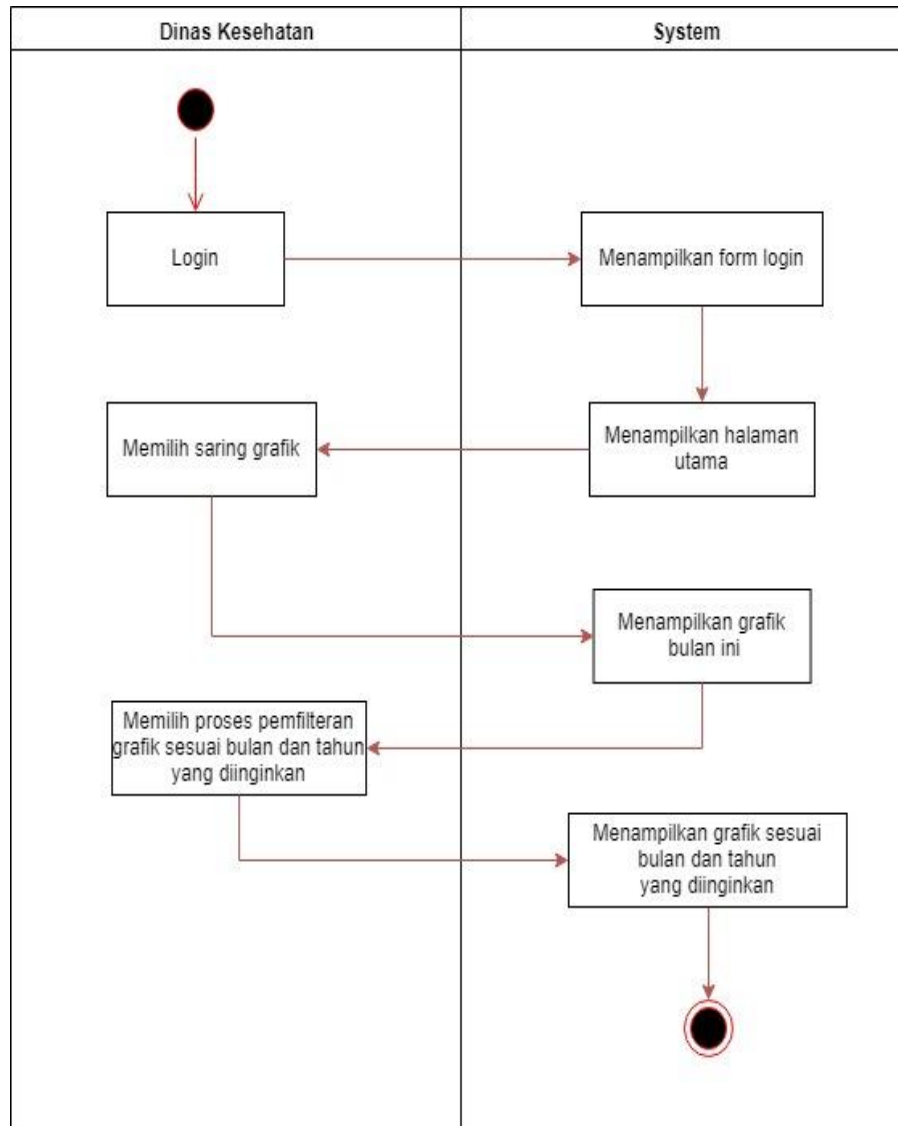 Dinas Kesehatan
System
Login
Menampilkan form login
Menampilkan halaman
utama
Memilih saring grafik
Menampilkan grafik
bulan ini
Memilih proses pemfilteran
grafik sesuai bulan dan tahun
yang diinginkan
Menampilkan grafik sesuai
bulan dan tahun
yang diinginkan